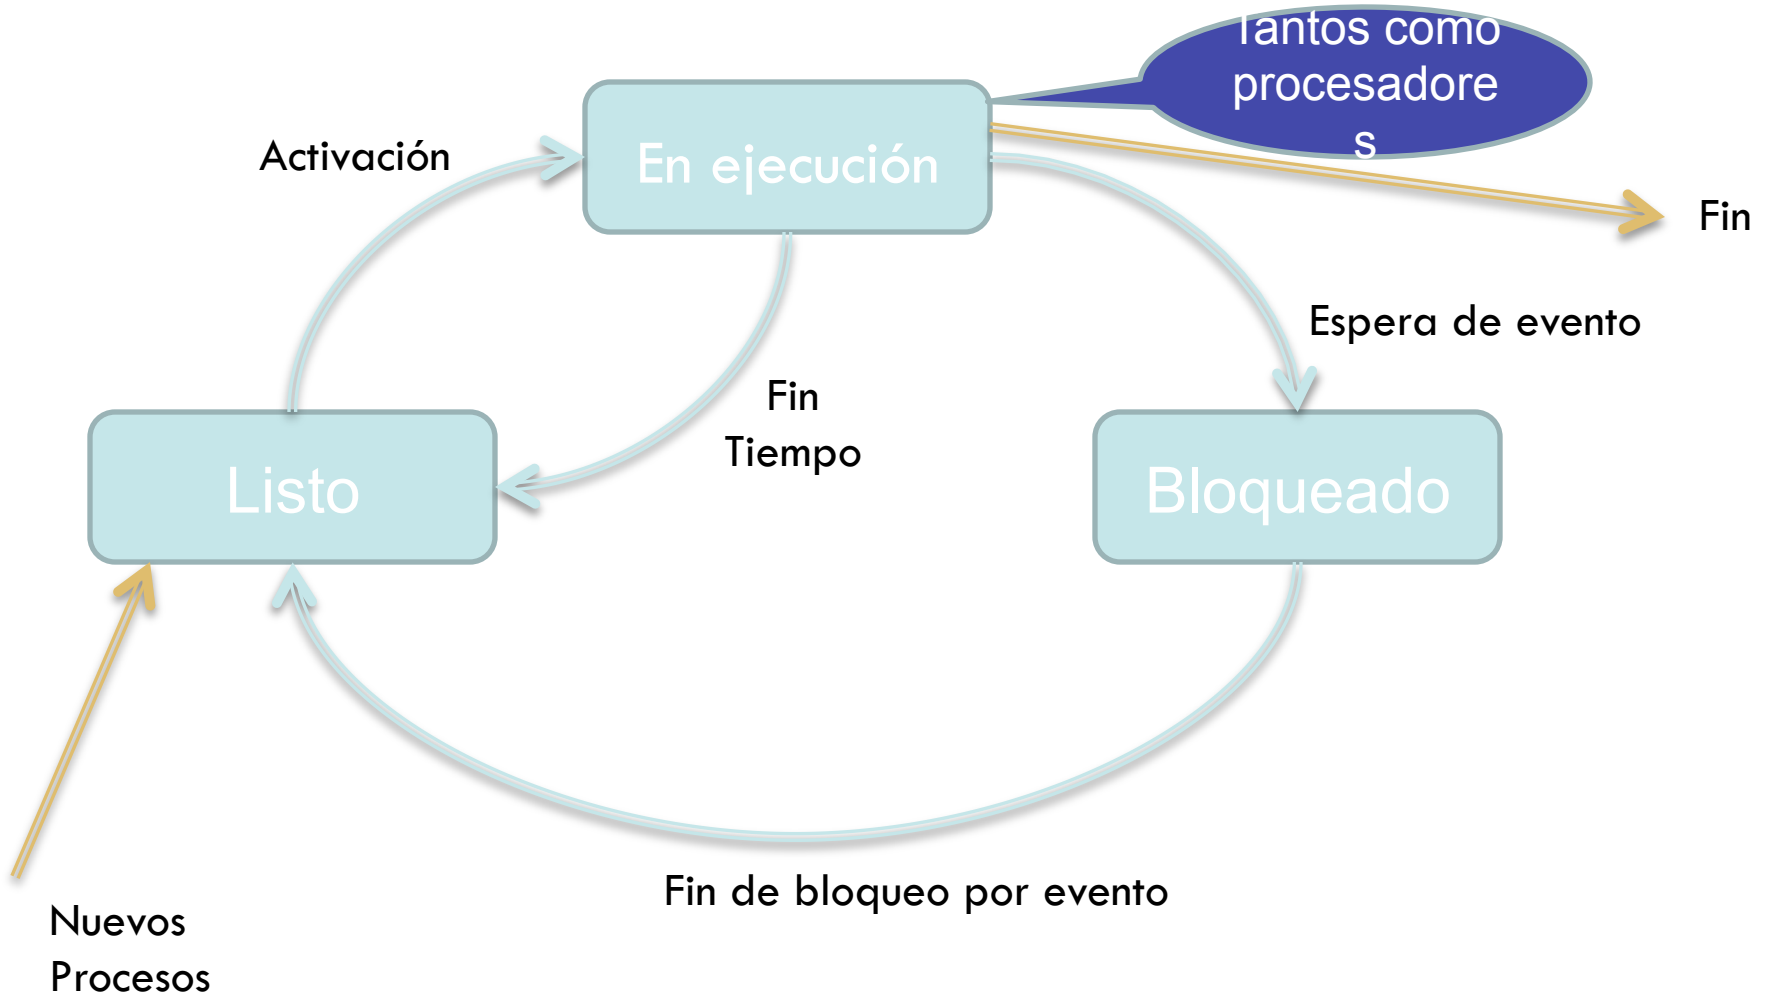 Tantos como
procesadore
s
Activación
En ejecución
Fin
Espera de evento
Fin
Tiempo
Listo
Bloqueado
Fin de bloqueo por evento
Nuevos
Procesos